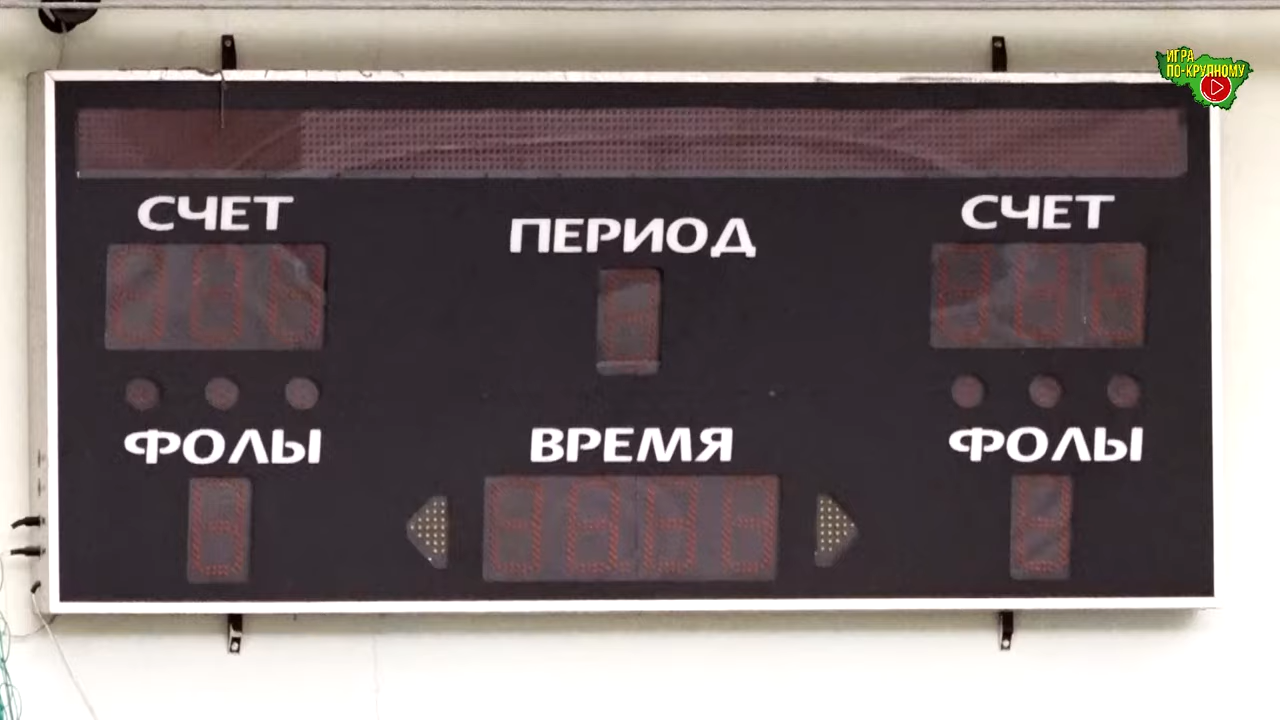 ИГРА
ПО-КРУПНОМУ
СЧЕТ
ПЕРИОД
СЧЕТ
ФОЛЫ
ВРЕМЯ
ФОЛЫ